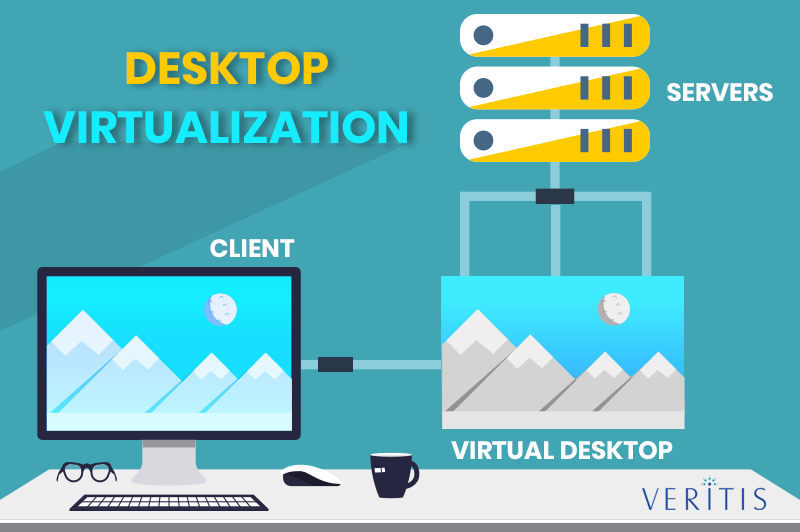 DESKTOP
VIRTUALIZATION
SERVERS
CLIENT
VIRTUAL DESKTOP
VERITIS